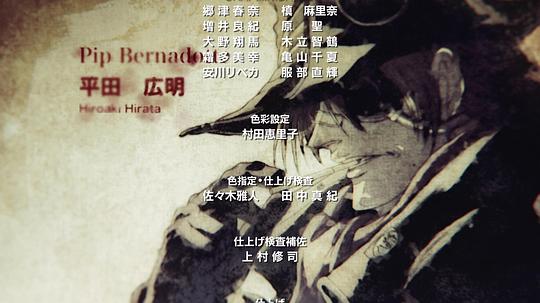 郷津春奈 槙 麻里奈
増井良紀 原 聖
大野翔馬 木立智鶴
多美幸 亀山千夏
安川リベカ 服部直輝
Pip Bernadou
平田 広明
Hiroaki Hirata
色彩設定
村田恵里子
色指定・仕上げ検査
佐々木雅人 田中真紀
仕上げ検査補佐
上村修司
仕上げ